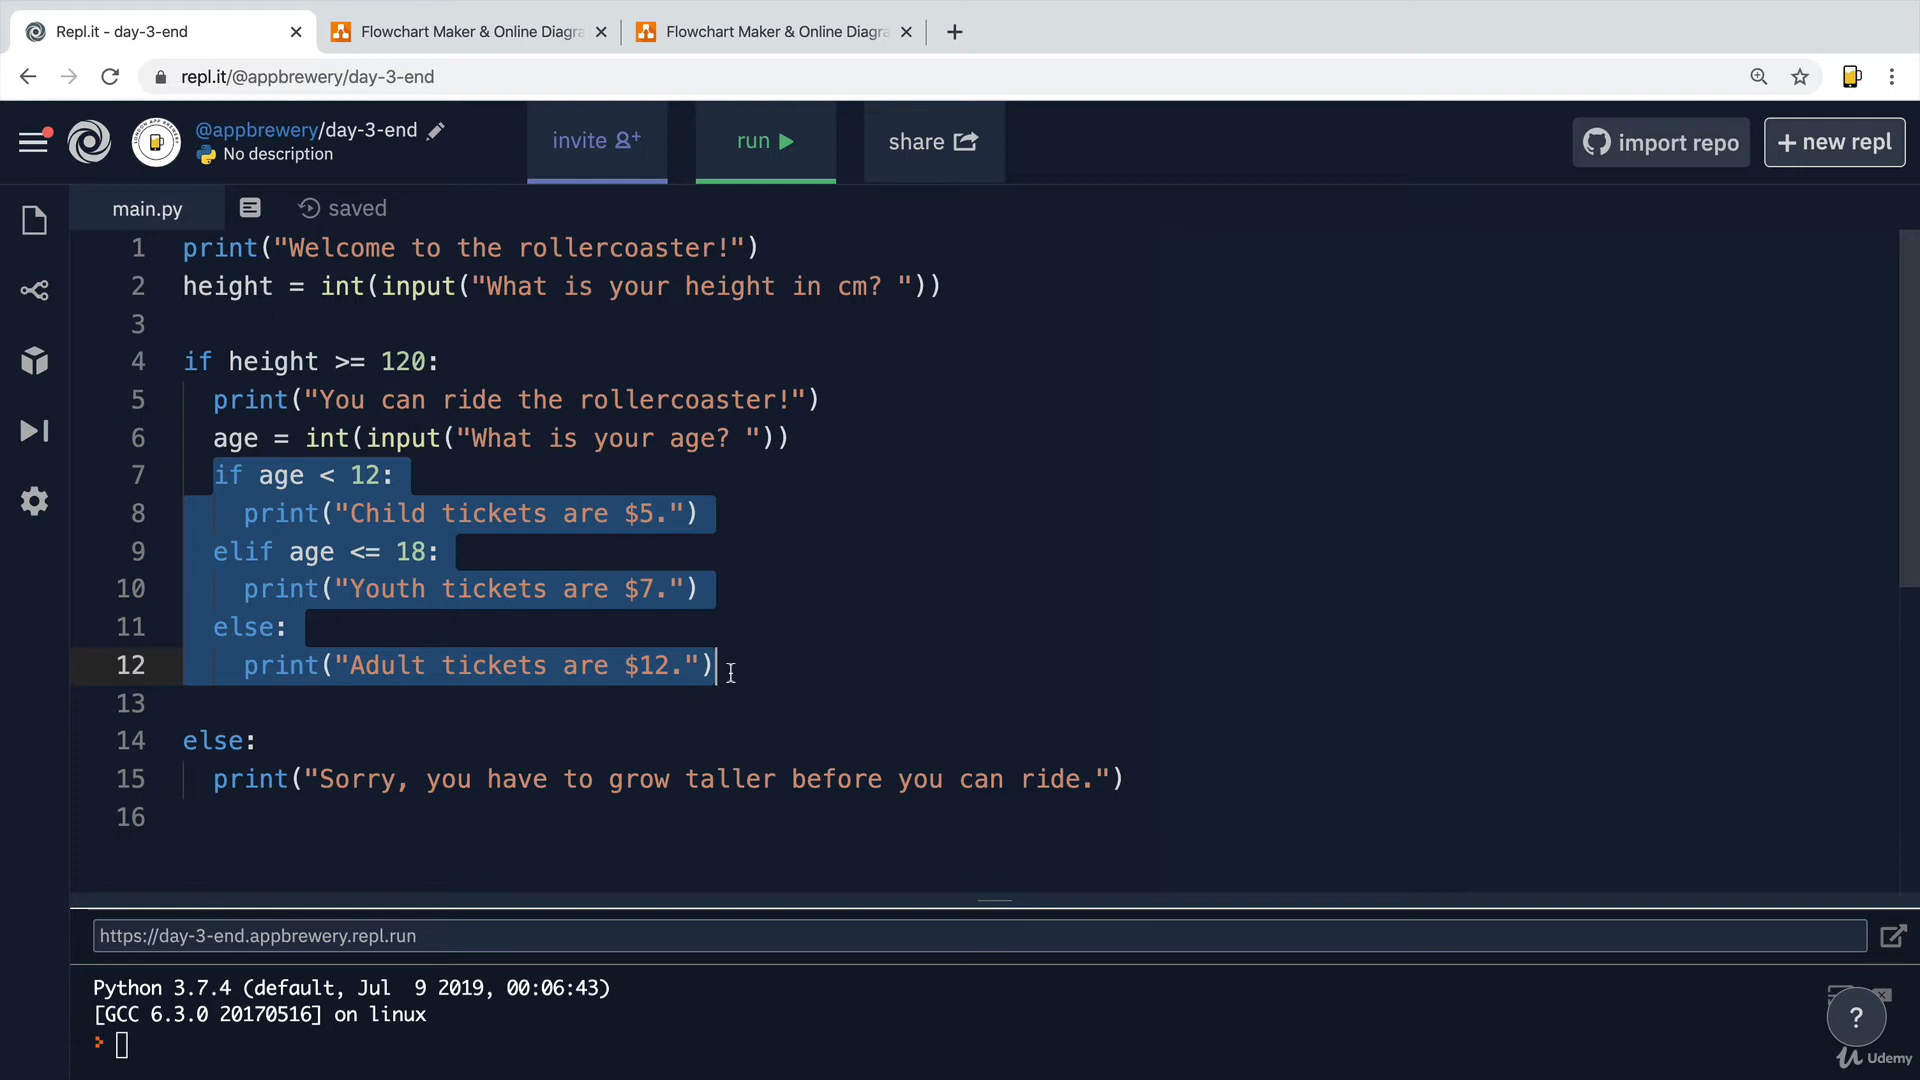 Repl.it - day-3-end
Flowchart Maker & Online Diagra
Flowchart Maker & Online Diagra
repl.it/@appbrewery/day-3-end
@appbrewery/day-3-end
No description
invite
run
share
import repo
+ new repl
main.py
saved
1 print("Welcome to the rollercoaster!")
2 height = int(input("What is your height in cm? "))
3
4 if height >= 120:
5 print("You can ride the rollercoaster!")
6 age = int(input("What is your age? "))
7 if age < 12:
8 print("Child tickets are $5.")
9 elif age <= 18:
10 print("Youth tickets are $7.")
11 else:
12 print("Adult tickets are $12.")
13
14 else:
15 print("Sorry, you have to grow taller before you can ride.")
16
https://day-3-end.appbrewery.repl.run
Python 3.7.4 (default, Jul  9 2019, 00:06:43)
[GCC 6.3.0 20170516] on linux
?
Udemy